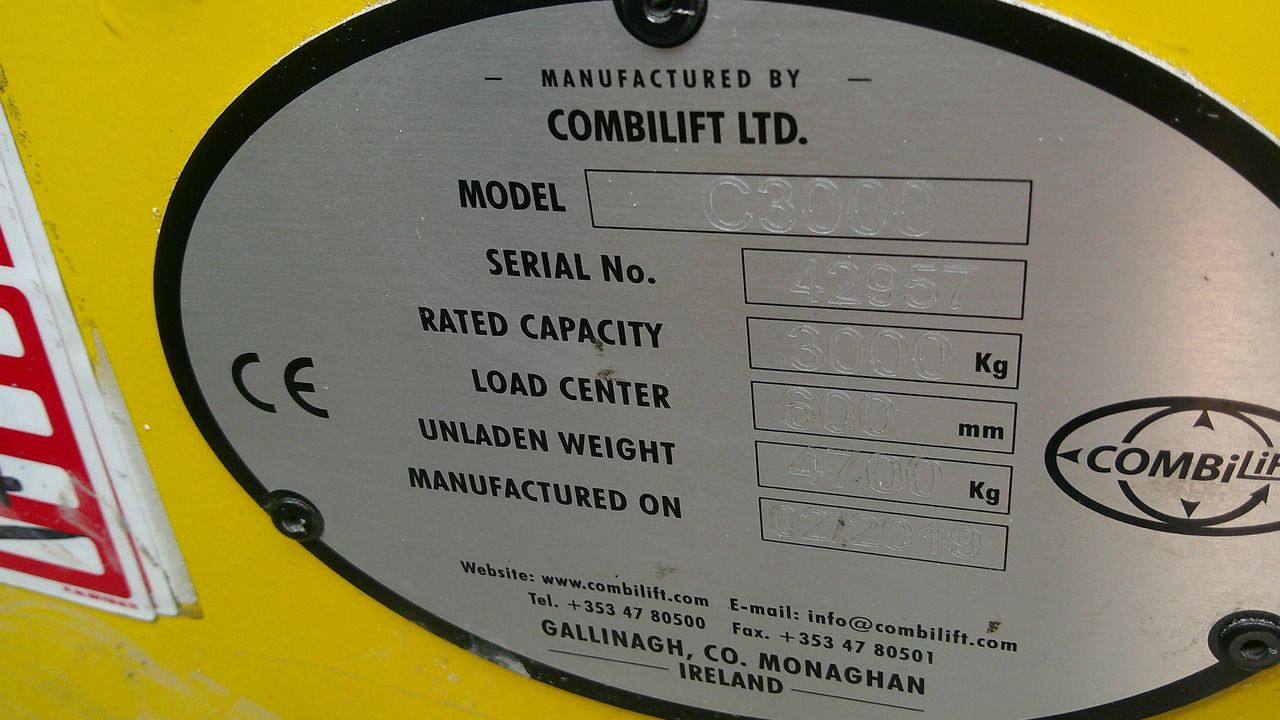 MANUFACTURED BY
COMBILIFT LTD.
MODEL C3000
SERIAL No. 42957
RATED CAPACITY 3000 Kg
LOAD CENTER 600 mm
UNLADEN WEIGHT 4700 Kg
MANUFACTURED ON 02/2019
CE
COMBiLiF
Website: www.combilift.com E-mail: info@combilift.com
Tel. +353 47 80500 Fax. +353 47 80501
GALLINAGH, CO. MONAGHAN
IRELAND